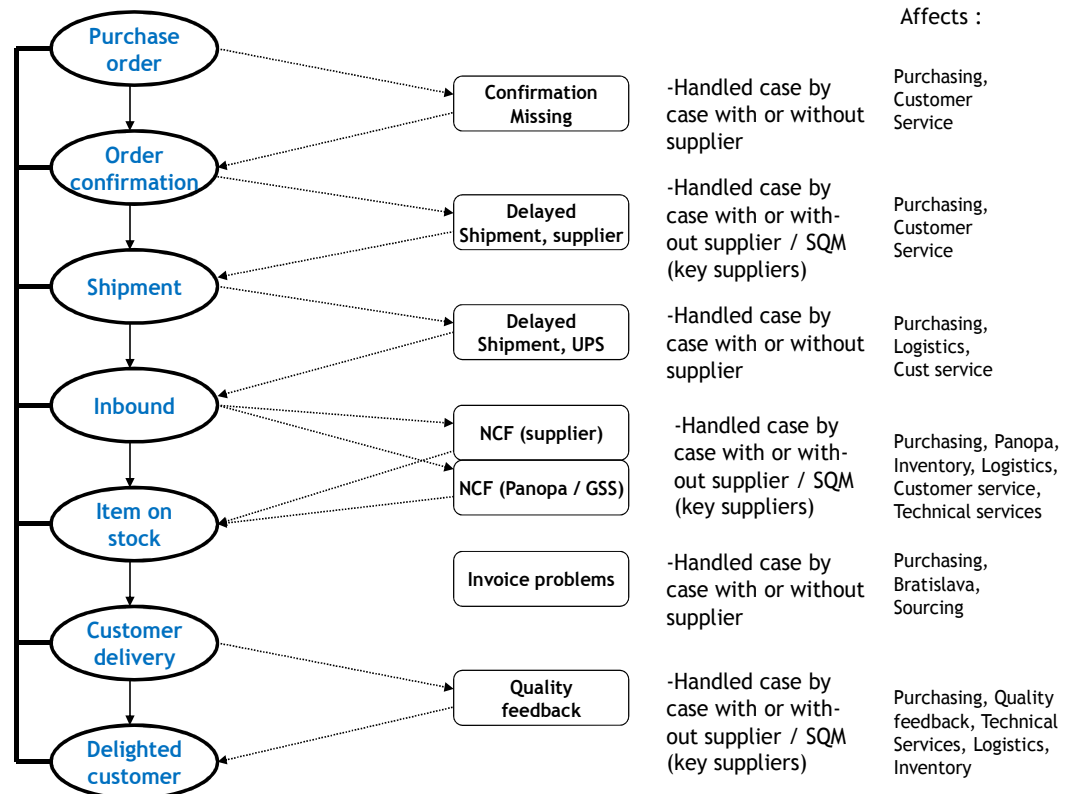 Affects :
Purchase
order
Confirmation
Missing
-Handled case by
case with or without
supplier
Purchasing,
Customer
Service
Order
confirmation
Delayed
Shipment, supplier
-Handled case by
case with or with-
out supplier / SQM
(key suppliers)
Purchasing,
Customer
Service
Shipment
Delayed
Shipment, UPS
-Handled case by
case with or without
supplier
Purchasing,
Logistics,
Cust service
Inbound
NCF (supplier)
NCF (Panopa / GSS)
-Handled case by
case with or with-
out supplier / SQM
(key suppliers)
Purchasing, Panopa,
Inventory, Logistics,
Customer service,
Technical services
Item on
stock
Invoice problems
-Handled case by
case with or without
supplier
Purchasing,
Bratislava,
Sourcing
Customer
delivery
Quality
feedback
-Handled case by
case with or with-
out supplier / SQM
(key suppliers)
Purchasing, Quality
feedback, Technical
Services, Logistics,
Inventory
Delighted
customer